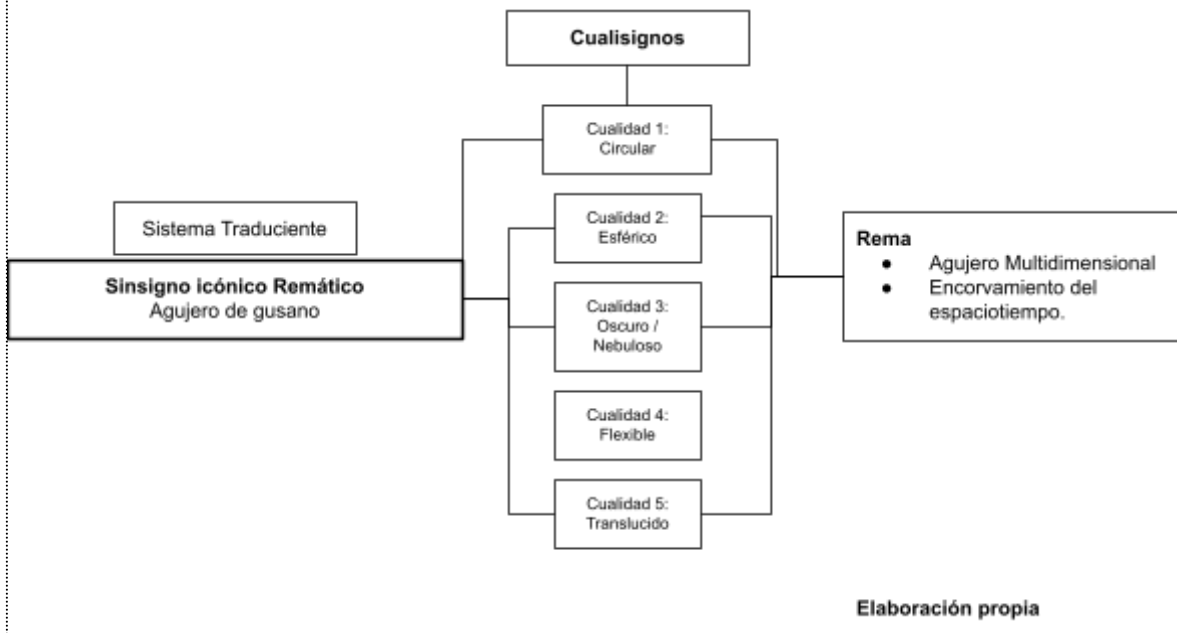 Cualisignos
Cualidad 1:
Circular
Sistema Traduciente
Cualidad 2:
Esférico
Sinsigno icónico Remático
Agujero de gusano
Cualidad 3:
Oscuro /
Nebuloso
Cualidad 4:
Flexible
Cualidad 5:
Translucido
Rema
● Agujero Multidimensional
● Encorvamiento del
espaciotiempo.
Elaboración propia